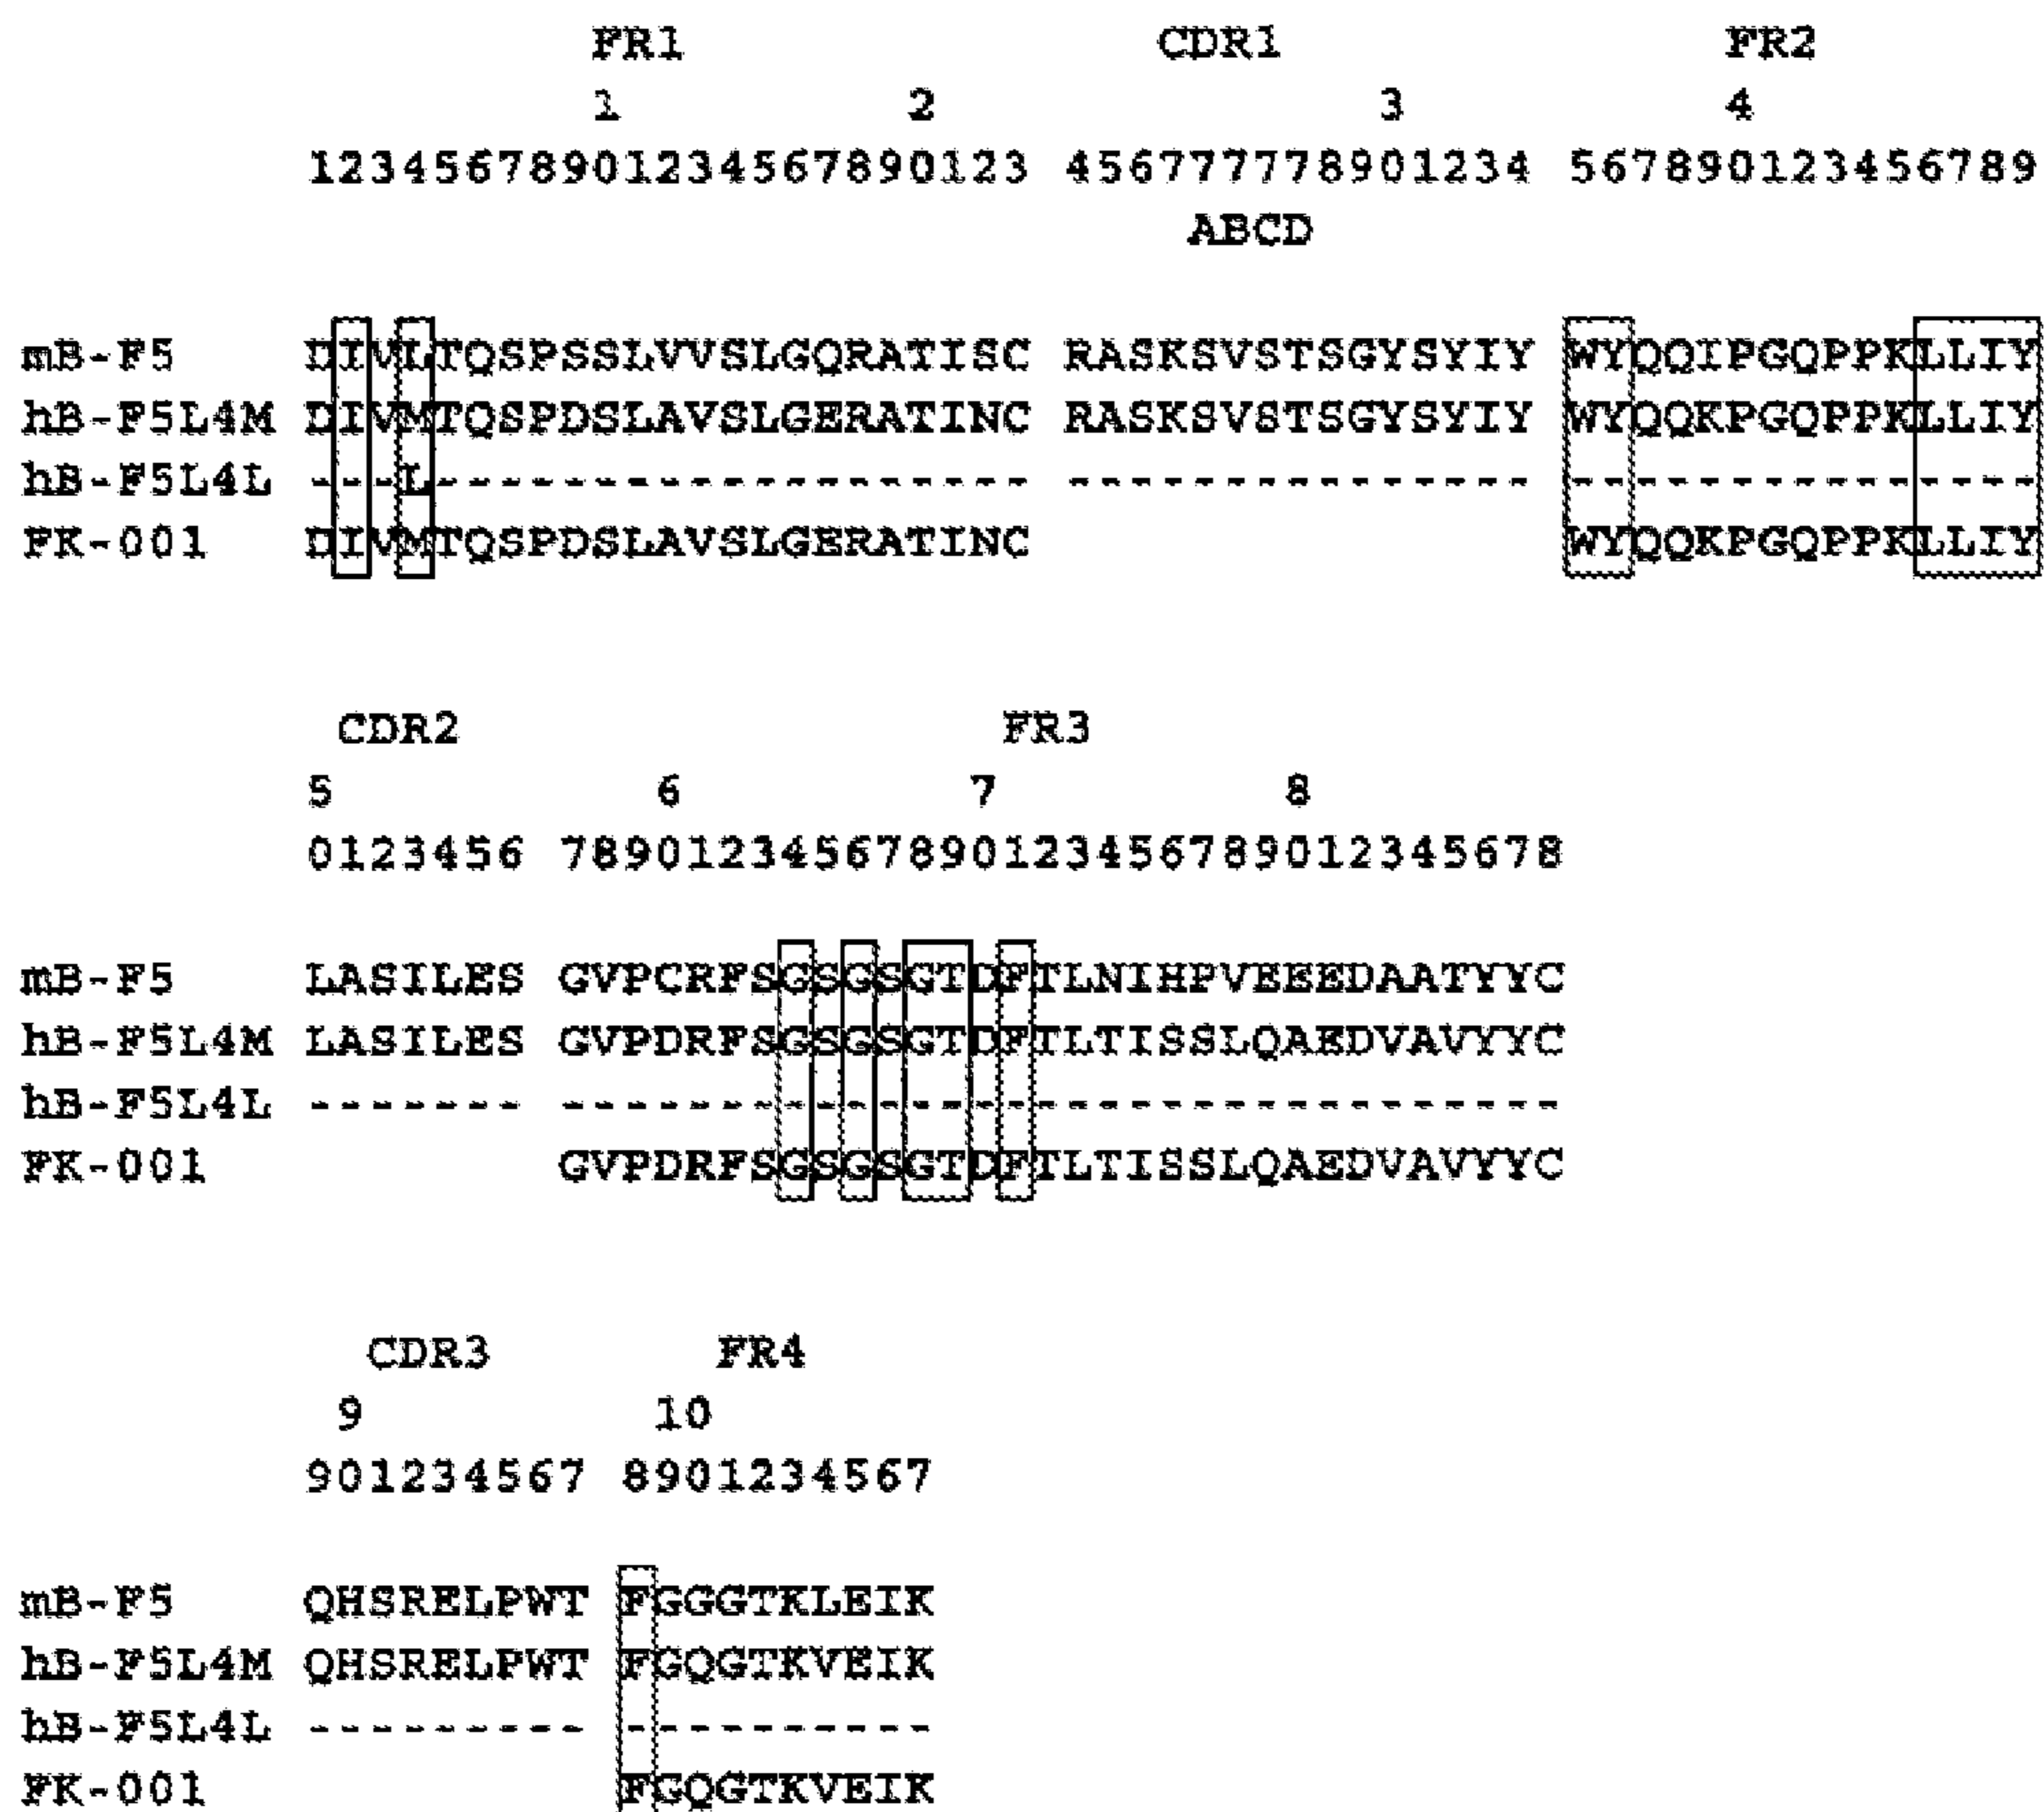 FR1 CDR1 FR2
1 2 3 4
12345678901234567890123 456777778901234 567890123456789
ABCD
mB-F5 DIVLTQSPSSLVVSLGQRATISC RASKSVSTSGYSYIY WYQQIPGQPPKLLIY
hB-F5L4M DIVMTQSPDSLAVSLGERATINC RASKSVSTSGYSYIY WYQQKPGQPPKLLIY
hB-F5L4L ---L------------------- --------------- ---------------
FK-001 DIVMTQSPDSLAVSLGERATINC WYQQKPGQPPKLLIY
CDR2 FR3
5 6 7 8
0123456 78901234567890123456789012345678
mB-F5 LASILES GVPCRFSGSGSGTDFTLNIHPVEEEDAATYYC
hB-F5L4M LASILES GVPDRFSGSGSGTDFTLTISSLQAEDVAVYYC
hB-F5L4L ------- --------------------------------
FK-001 GVPDRFSGSGSGTDFTLTISSLQAEDVAVYYC
CDR3 FR4
9 10
901234567 8901234567
mB-F5 QHSRELPWT FGGGTKLEIK
hB-F5L4M QHSRELPWT FGQGTKVEIK
hB-F5L4L --------- ----------
FK-001 FGQGTKVEIK